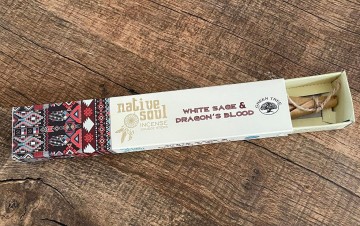 native
soul
INCENSE
WHITE SAGE &
DRAGON'S BLOOD
GREEN TREE